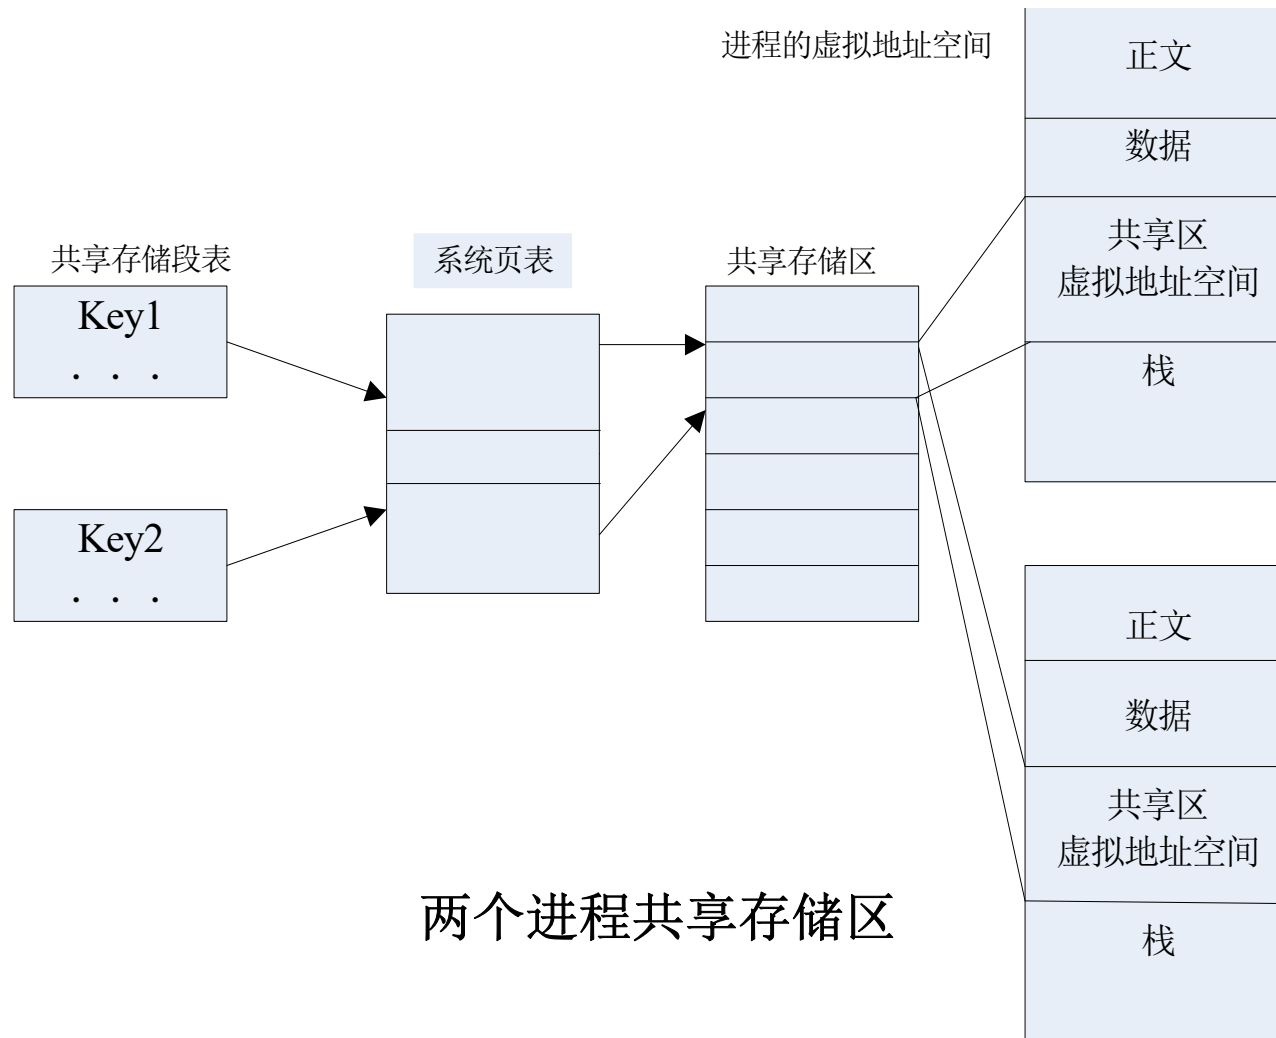 进程的虚拟地址空间
正文
数据
共享区
虚拟地址空间
栈
共享存储段表
系统页表
共享存储区
Key1
. . .
Key2
. . .
正文
数据
共享区
虚拟地址空间
栈
两个进程共享存储区